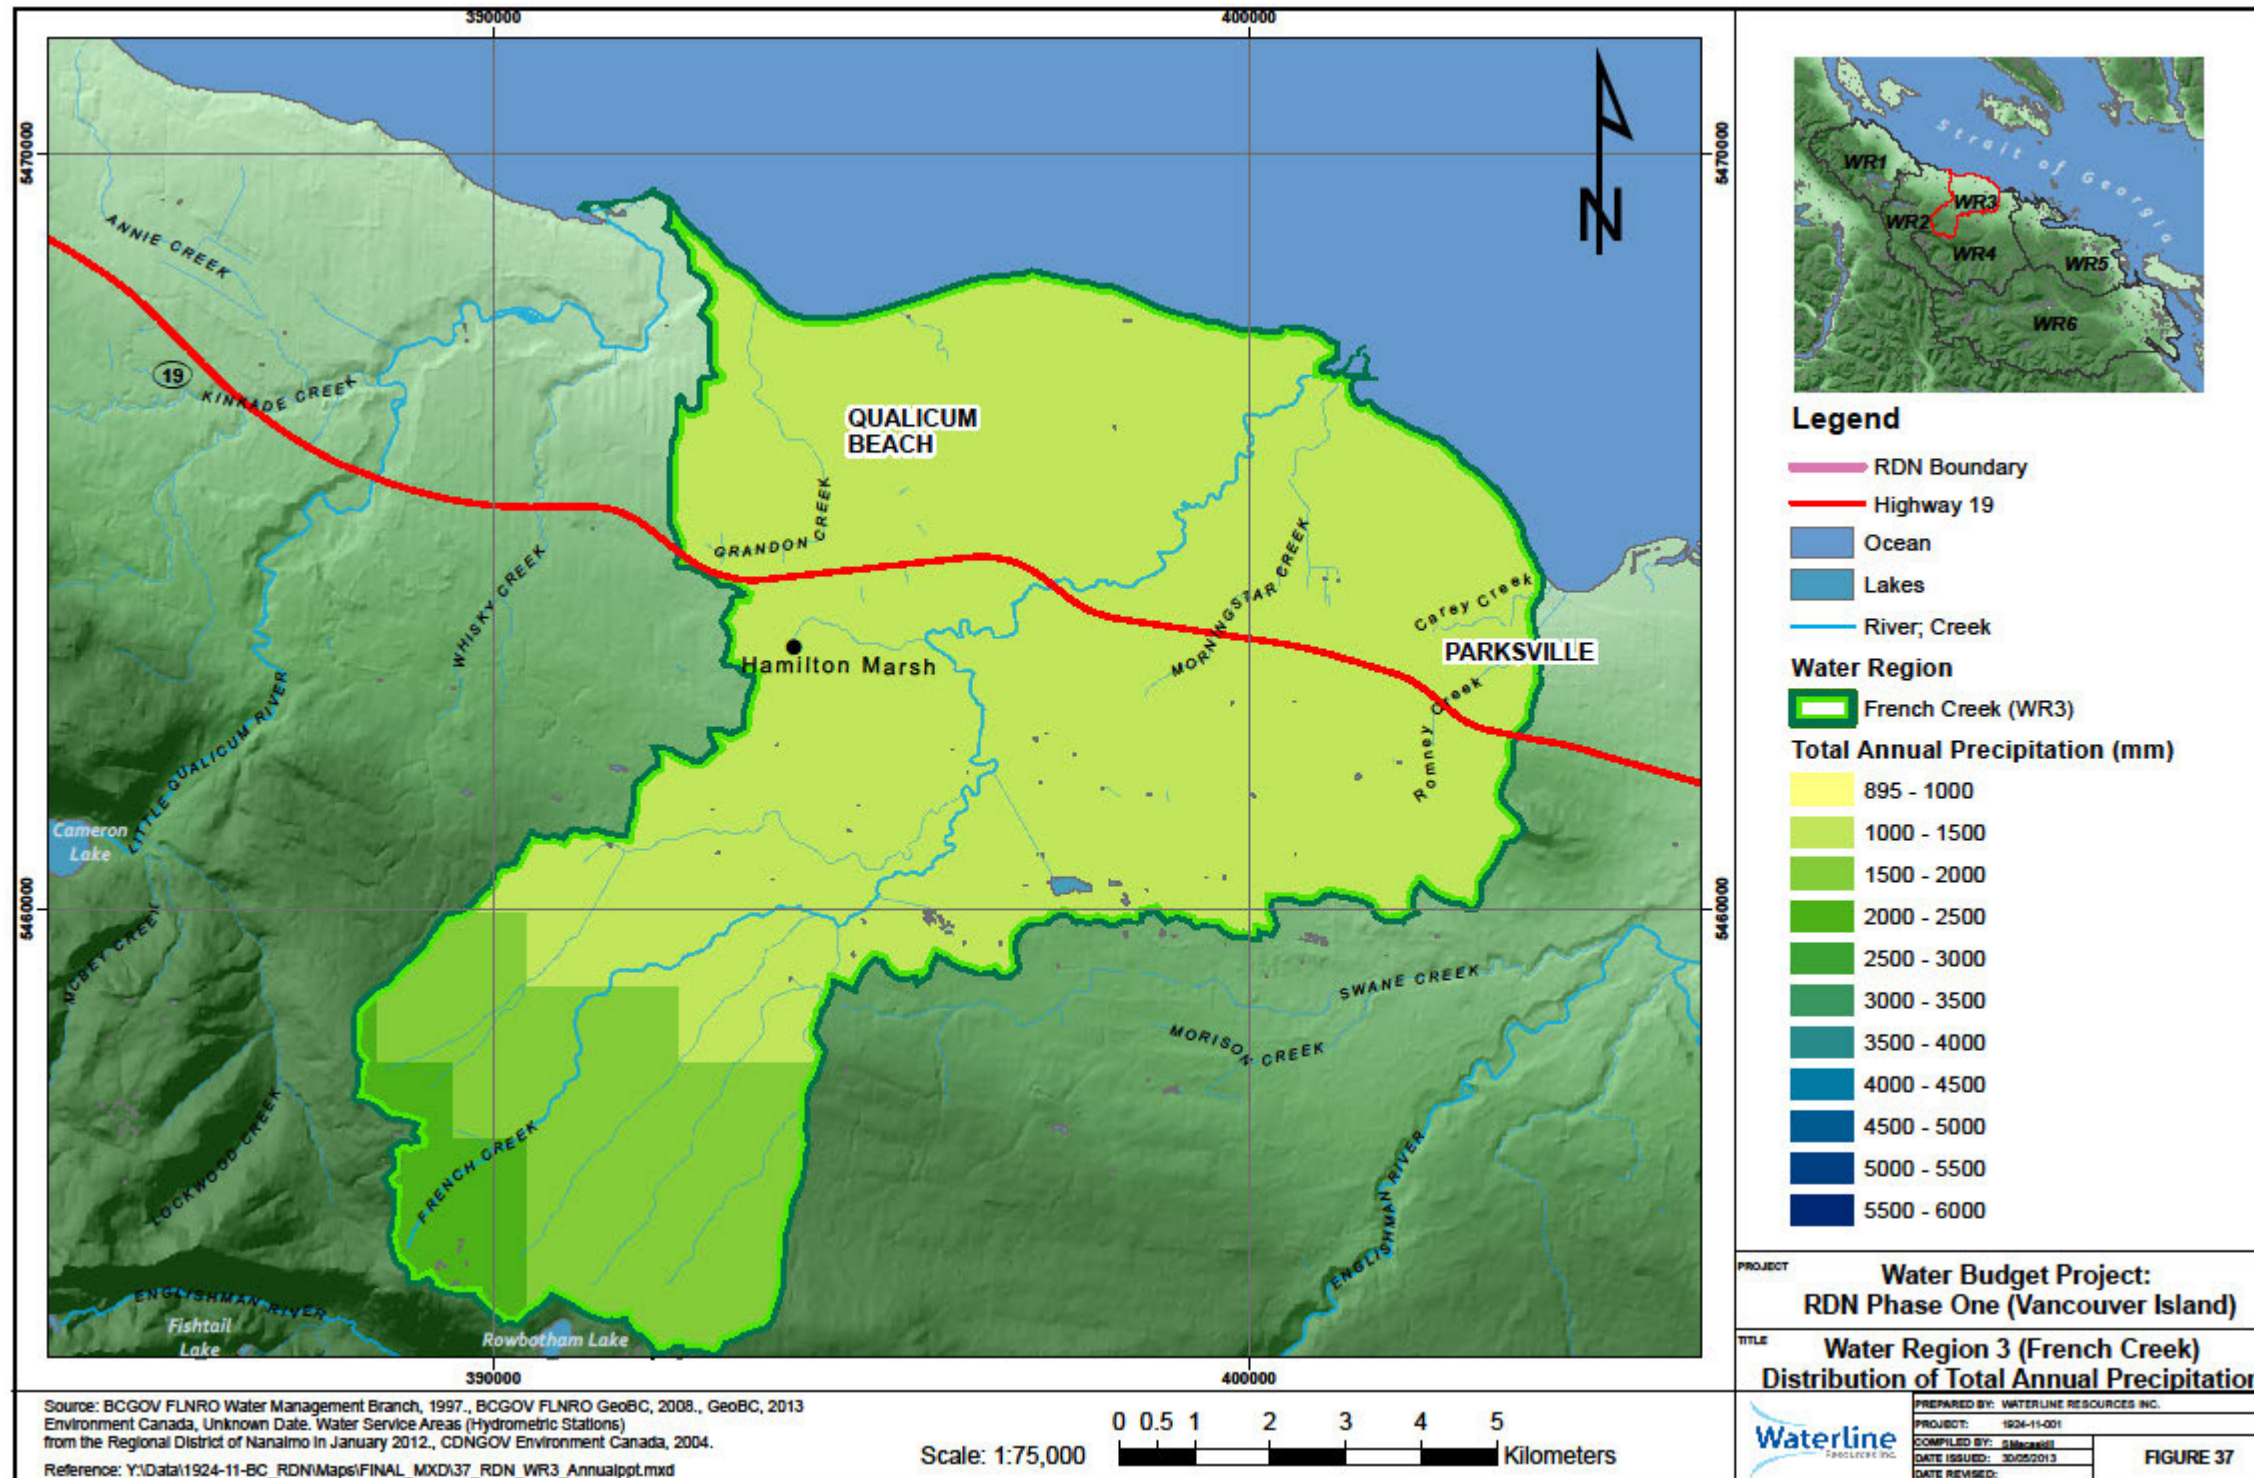 390000
400000
5470000
5470000
5460000
5460000
390000
400000
N
ANNIE CREEK
19
KINKADE CREEK
WHISKY CREEK
LITTLE QUALICUM RIVER
QUALICUM
BEACH
GRANDON CREEK
Hamilton Marsh
MORNINGSTAR CREEK
Carey Creek
PARKSVILLE
Romney Creek
Cameron
Lake
MCBEY CREEK
LOCKWOOD CREEK
FRENCH CREEK
SWANE CREEK
MORISON CREEK
ENGLISHMAN RIVER
ENGLISHMAN RIVER
Fishtail
Lake
Rowbotham Lake
Strait of Georgia
WR1
WR2
WR3
WR4
WR5
WR6
Legend
RDN Boundary
Highway 19
Ocean
Lakes
River; Creek
Water Region
French Creek (WR3)
Total Annual Precipitation (mm)
895 - 1000
1000 - 1500
1500 - 2000
2000 - 2500
2500 - 3000
3000 - 3500
3500 - 4000
4000 - 4500
4500 - 5000
5000 - 5500
5500 - 6000
PROJECT
Water Budget Project:
RDN Phase One (Vancouver Island)
TITLE
Water Region 3 (French Creek)
Distribution of Total Annual Precipitation
Waterline
Resources Inc.
PREPARED BY: WATERLINE RESOURCES INC.
PROJECT: 1924-11-001
COMPILED BY:
DATE ISSUED: 30/05/2013
DATE REVISED:
FIGURE 37
Source: BCGOV FLNRO Water Management Branch, 1997., BCGOV FLNRO GeoBC, 2008., GeoBC, 2013
Environment Canada, Unknown Date. Water Service Areas (Hydrometric Stations)
from the Regional District of Nanaimo in January 2012., CDNGOV Environment Canada, 2004.
Reference: Y:\Data\1924-11-BC_RDN\Maps\FINAL_MXD\37_RDN_WR3_Annualppt.mxd
Scale: 1:75,000
0 0.5 1 2 3 4 5
Kilometers